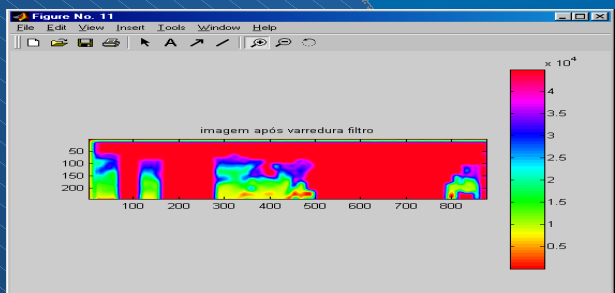 Figure No. 11
File Edit View Insert Tools Window Help
A
x 10^4
imagem após varredura filtro
50
100
150
200
100 200 300 400 500 600 700 800
4
3.5
3
2.5
2
1.5
1
0.5